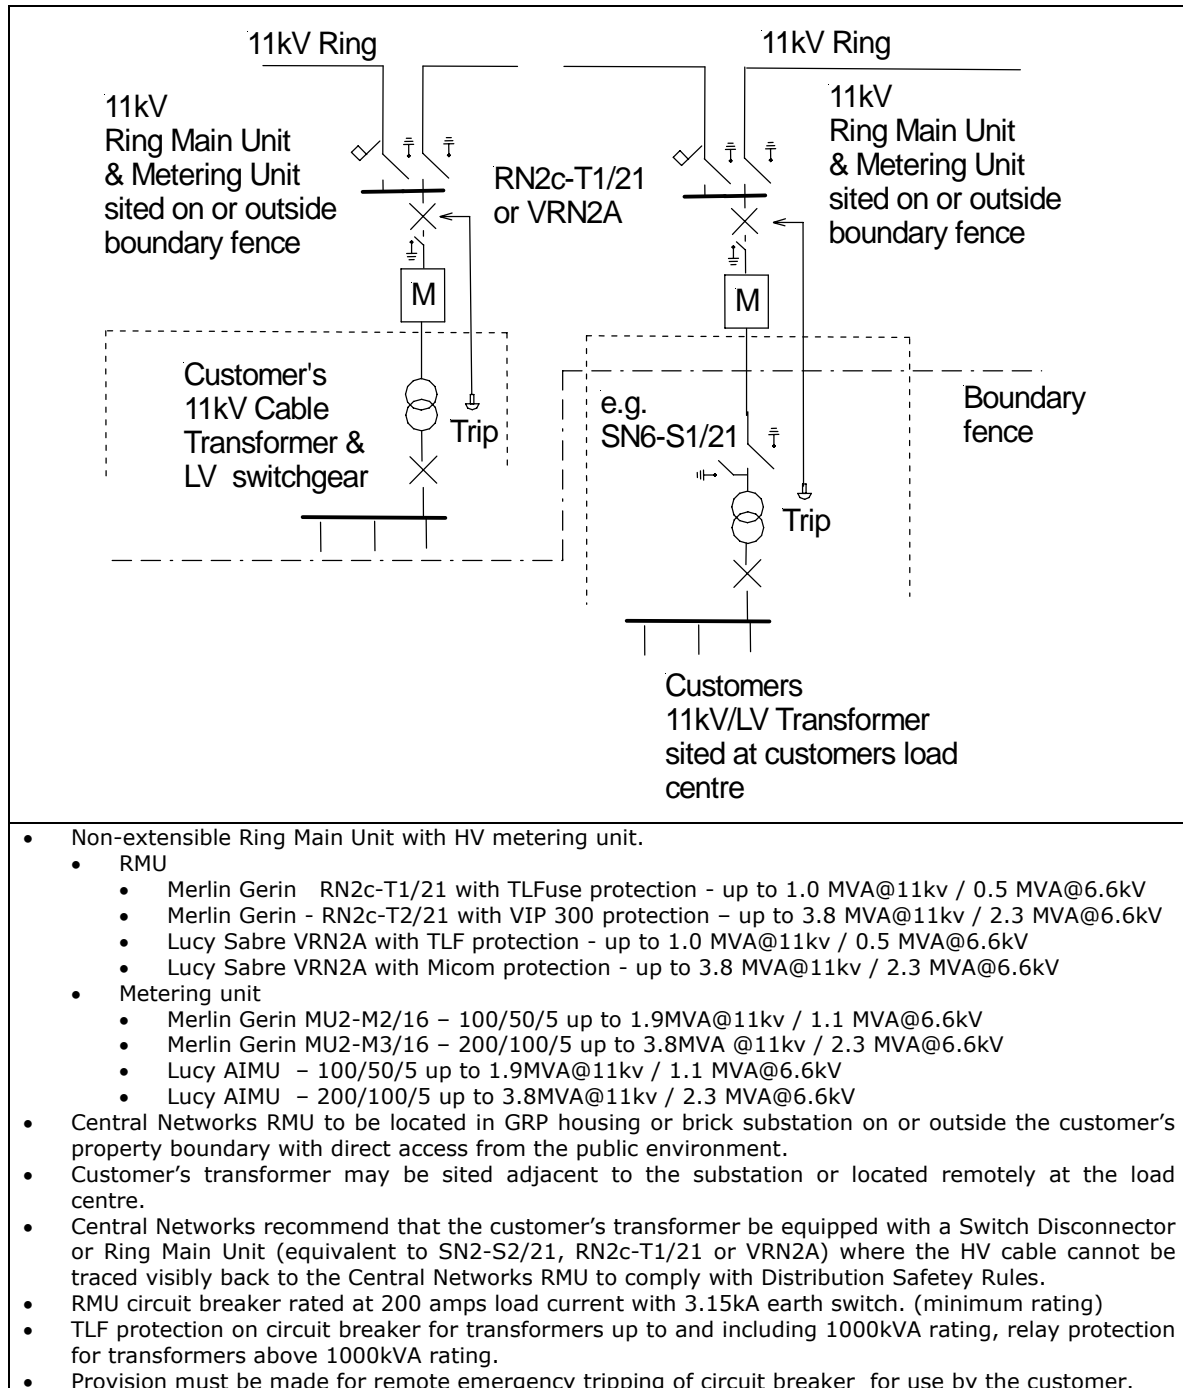 11kV Ring
11kV Ring
11kV
Ring Main Unit
& Metering Unit
sited on or outside
boundary fence
RN2c-T1/21
or VRN2A
11kV
Ring Main Unit
& Metering Unit
sited on or outside
boundary fence
M
M
Customer's
11kV Cable
Transformer &
LV switchgear
Trip
e.g.
SN6-S1/21
Boundary
fence
Trip
Customers
11kV/LV Transformer
sited at customers load
centre
• Non-extensible Ring Main Unit with HV metering unit.
• RMU
• Merlin Gerin RN2c-T1/21 with TLFuse protection - up to 1.0 MVA@11kv / 0.5 MVA@6.6kV
• Merlin Gerin - RN2c-T2/21 with VIP 300 protection – up to 3.8 MVA@11kv / 2.3 MVA@6.6kV
• Lucy Sabre VRN2A with TLF protection - up to 1.0 MVA@11kv / 0.5 MVA@6.6kV
• Lucy Sabre VRN2A with Micom protection - up to 3.8 MVA@11kv / 2.3 MVA@6.6kV
• Metering unit
• Merlin Gerin MU2-M2/16 – 100/50/5 up to 1.9MVA@11kv / 1.1 MVA@6.6kV
• Merlin Gerin MU2-M3/16 – 200/100/5 up to 3.8MVA @11kv / 2.3 MVA@6.6kV
• Lucy AIMU – 100/50/5 up to 1.9MVA@11kv / 1.1 MVA@6.6kV
• Lucy AIMU – 200/100/5 up to 3.8MVA@11kv / 2.3 MVA@6.6kV
• Central Networks RMU to be located in GRP housing or brick substation on or outside the customer’s
property boundary with direct access from the public environment.
• Customer’s transformer may be sited adjacent to the substation or located remotely at the load
centre.
• Central Networks recommend that the customer’s transformer be equipped with a Switch Disconnector
or Ring Main Unit (equivalent to SN2-S2/21, RN2c-T1/21 or VRN2A) where the HV cable cannot be
traced visibly back to the Central Networks RMU to comply with Distribution Safetey Rules.
• RMU circuit breaker rated at 200 amps load current with 3.15kA earth switch. (minimum rating)
• TLF protection on circuit breaker for transformers up to and including 1000kVA rating, relay protection
for transformers above 1000kVA rating.
• Provision must be made for remote emergency tripping of circuit breaker for use by the customer.